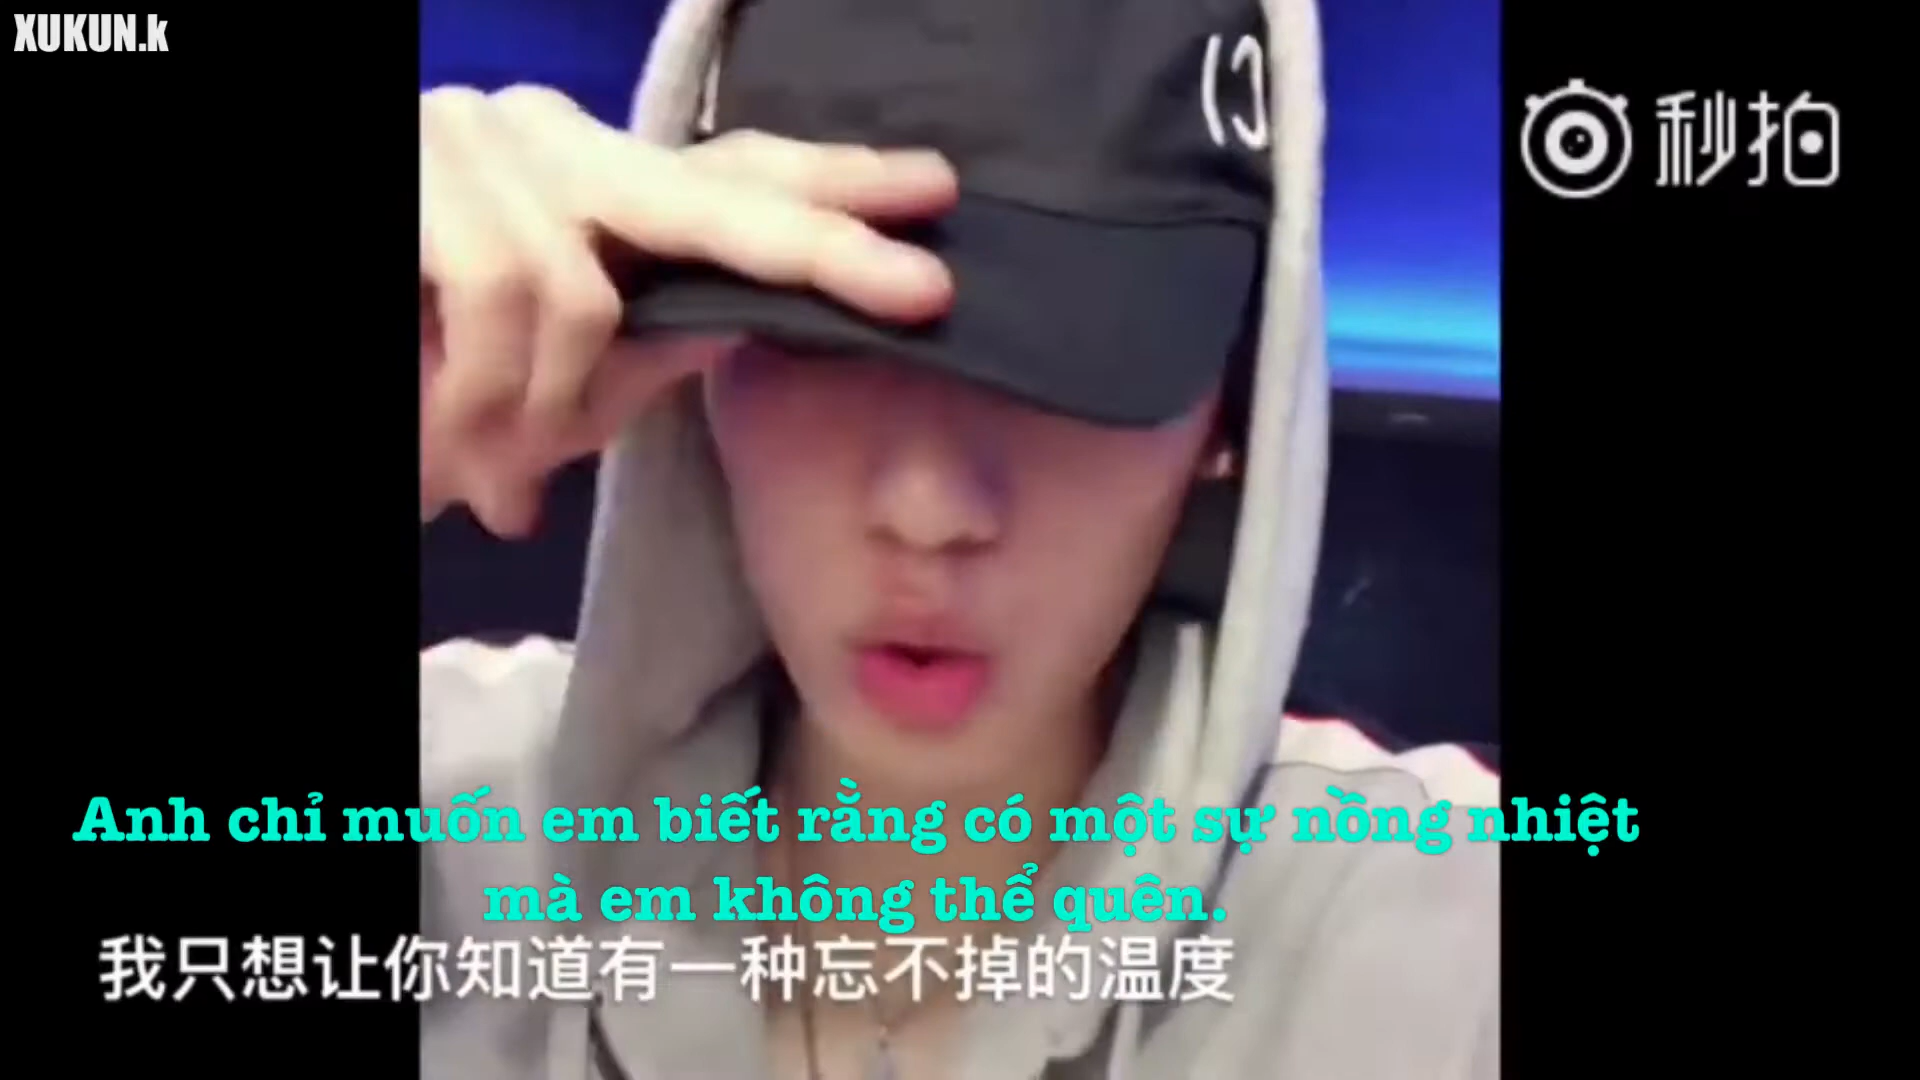 XUKUN.k
秒拍
Anh chỉ muốn em biết rằng có một sự nồng nhiệt
mà em không thể quên.
我只想让你知道有一种忘不掉的温度